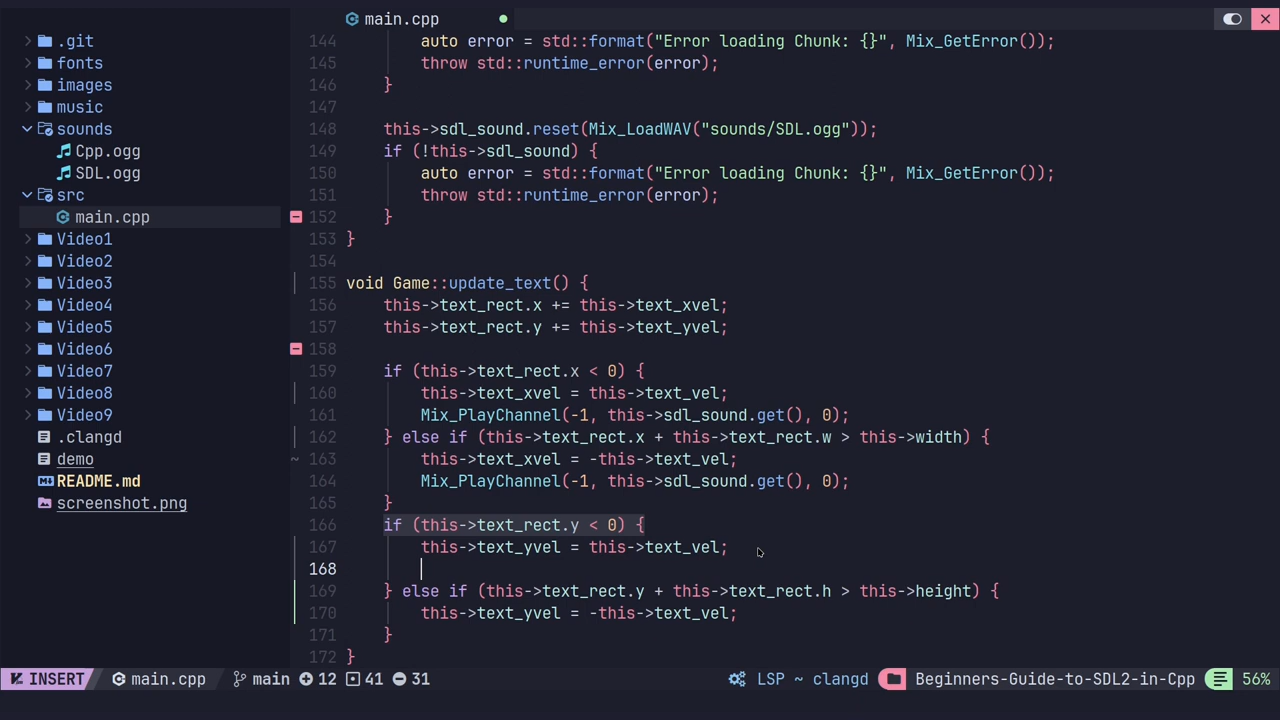 main.cpp
.git
fonts
images
music
sounds
Cpp.ogg
SDL.ogg
src
main.cpp
Video1
Video2
Video3
Video4
Video5
Video6
Video7
Video8
Video9
.clangd
demo
README.md
screenshot.png
144 auto error = std::format("Error loading Chunk: {}", Mix_GetError());
145 throw std::runtime_error(error);
146 }
147
148 this->sdl_sound.reset(Mix_LoadWAV("sounds/SDL.ogg"));
149 if (!this->sdl_sound) {
150 auto error = std::format("Error loading Chunk: {}", Mix_GetError());
151 throw std::runtime_error(error);
152 }
153 }
154
155 void Game::update_text() {
156 this->text_rect.x += this->text_xvel;
157 this->text_rect.y += this->text_yvel;
158
159 if (this->text_rect.x < 0) {
160 this->text_xvel = this->text_vel;
161 Mix_PlayChannel(-1, this->sdl_sound.get(), 0);
162 } else if (this->text_rect.x + this->text_rect.w > this->width) {
~ 163 this->text_xvel = -this->text_vel;
164 Mix_PlayChannel(-1, this->sdl_sound.get(), 0);
165 }
166 if (this->text_rect.y < 0) {
167 this->text_yvel = this->text_vel;
168
169 } else if (this->text_rect.y + this->text_rect.h > this->height) {
170 this->text_yvel = -this->text_vel;
171 }
172 }
INSERT main.cpp main 12 41 31 LSP ~ clangd Beginners-Guide-to-SDL2-in-Cpp 56%